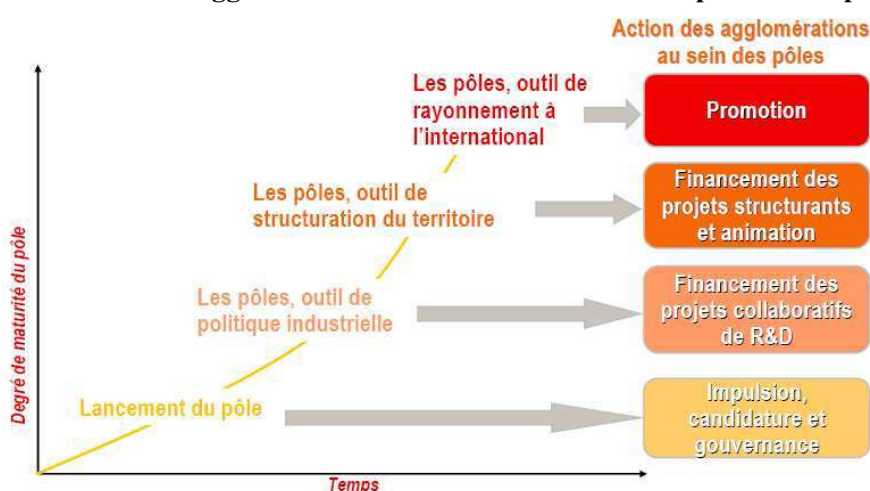 Action des agglomérations
au sein des pôles
Les pôles, outil de
rayonnement à
l'international
Promotion
Les pôles, outil de
structuration du territoire
Financement des
projets structurants
et animation
Les pôles, outil de
politique industrielle
Financement des
projets collaboratifs
de R&D
Lancement du pôle
Impulsion,
candidature et
gouvernance
Degré de maturité du pôle
Temps